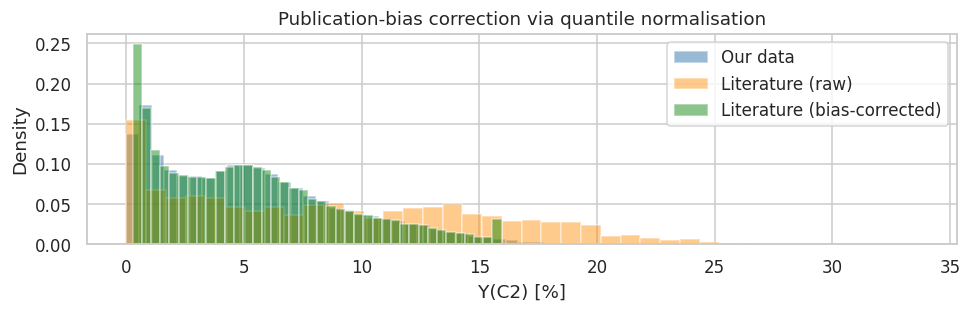 Publication-bias correction via quantile normalisation
Our data
Literature (raw)
Literature (bias-corrected)
Density
0.25
0.20
0.15
0.10
0.05
0.00
0
5
10
15
20
25
30
35
Y(C2) [%]